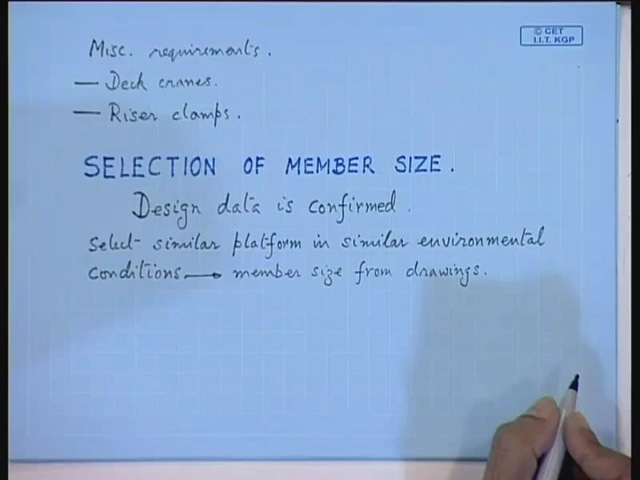 © CET
I.I.T. KGP
Misc. requirements.
— Deck cranes.
— Riser clamps.
SELECTION OF MEMBER SIZE.
Design data is confirmed.
Select similar platform in similar environmental
conditions → member size from drawings.